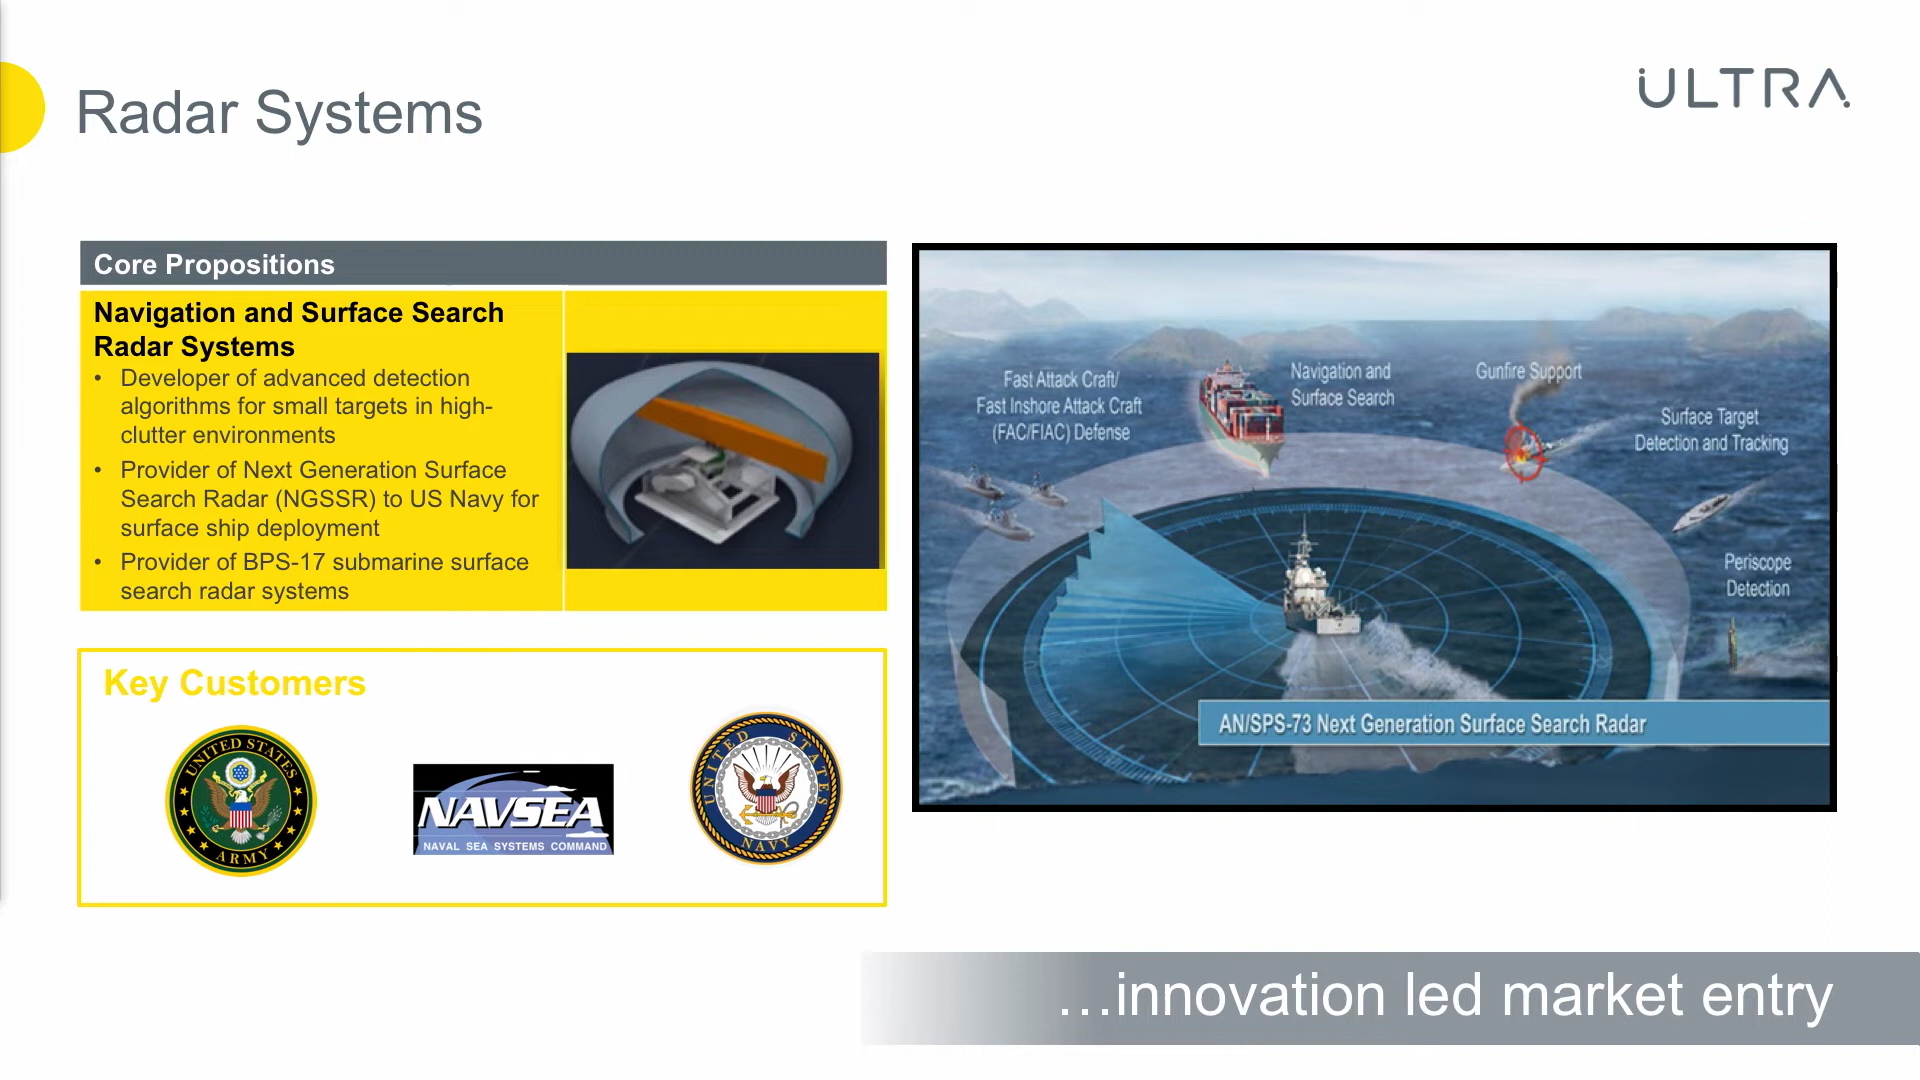 Radar Systems
ULTRA
Core Propositions
Navigation and Surface Search
Radar Systems
• Developer of advanced detection
algorithms for small targets in high-
clutter environments
• Provider of Next Generation Surface
Search Radar (NGSSR) to US Navy for
surface ship deployment
• Provider of BPS-17 submarine surface
search radar systems
Key Customers
UNITED STATES
ARMY
NAVSEA
NAVAL SEA SYSTEMS COMMAND
UNITED STATES
NAVY
Fast Attack Craft/
Fast Inshore Attack Craft
(FAC/FIAC) Defense
Navigation and
Surface Search
Gunfire Support
Surface Target
Detection and Tracking
Periscope
Detection
AN/SPS-73 Next Generation Surface Search Radar
…innovation led market entry